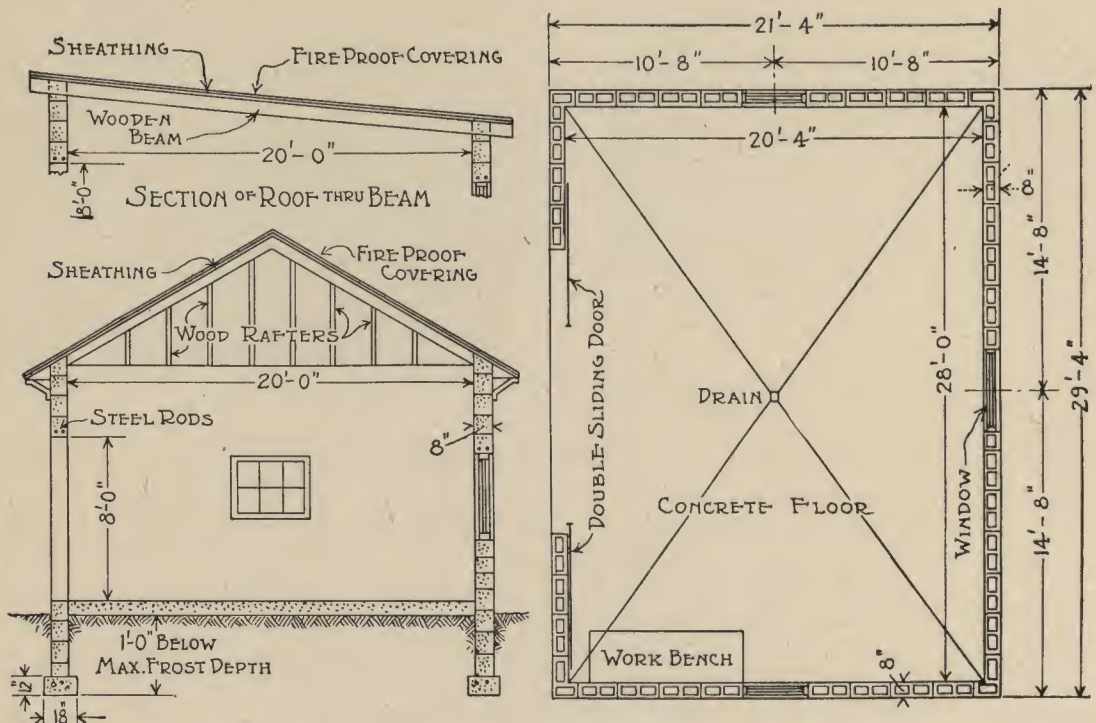 SHEATHING
FIRE PROOF COVERING
WOODEN
BEAM
20'-0"
8'-0"
SECTION OF ROOF THRU BEAM
SHEATHING
FIRE PROOF
COVERING
WOOD RAFTERS
20'-0"
STEEL RODS
8"
8'-0"
1'-0" BELOW
MAX. FROST DEPTH
12"
18"
21'-4"
10'-8"
10'-8"
20'-4"
8"
14'-8"
DOUBLE SLIDING DOOR
28'-0"
29'-4"
DRAIN
CONCRETE FLOOR
WINDOW
14'-8"
WORK BENCH
8"